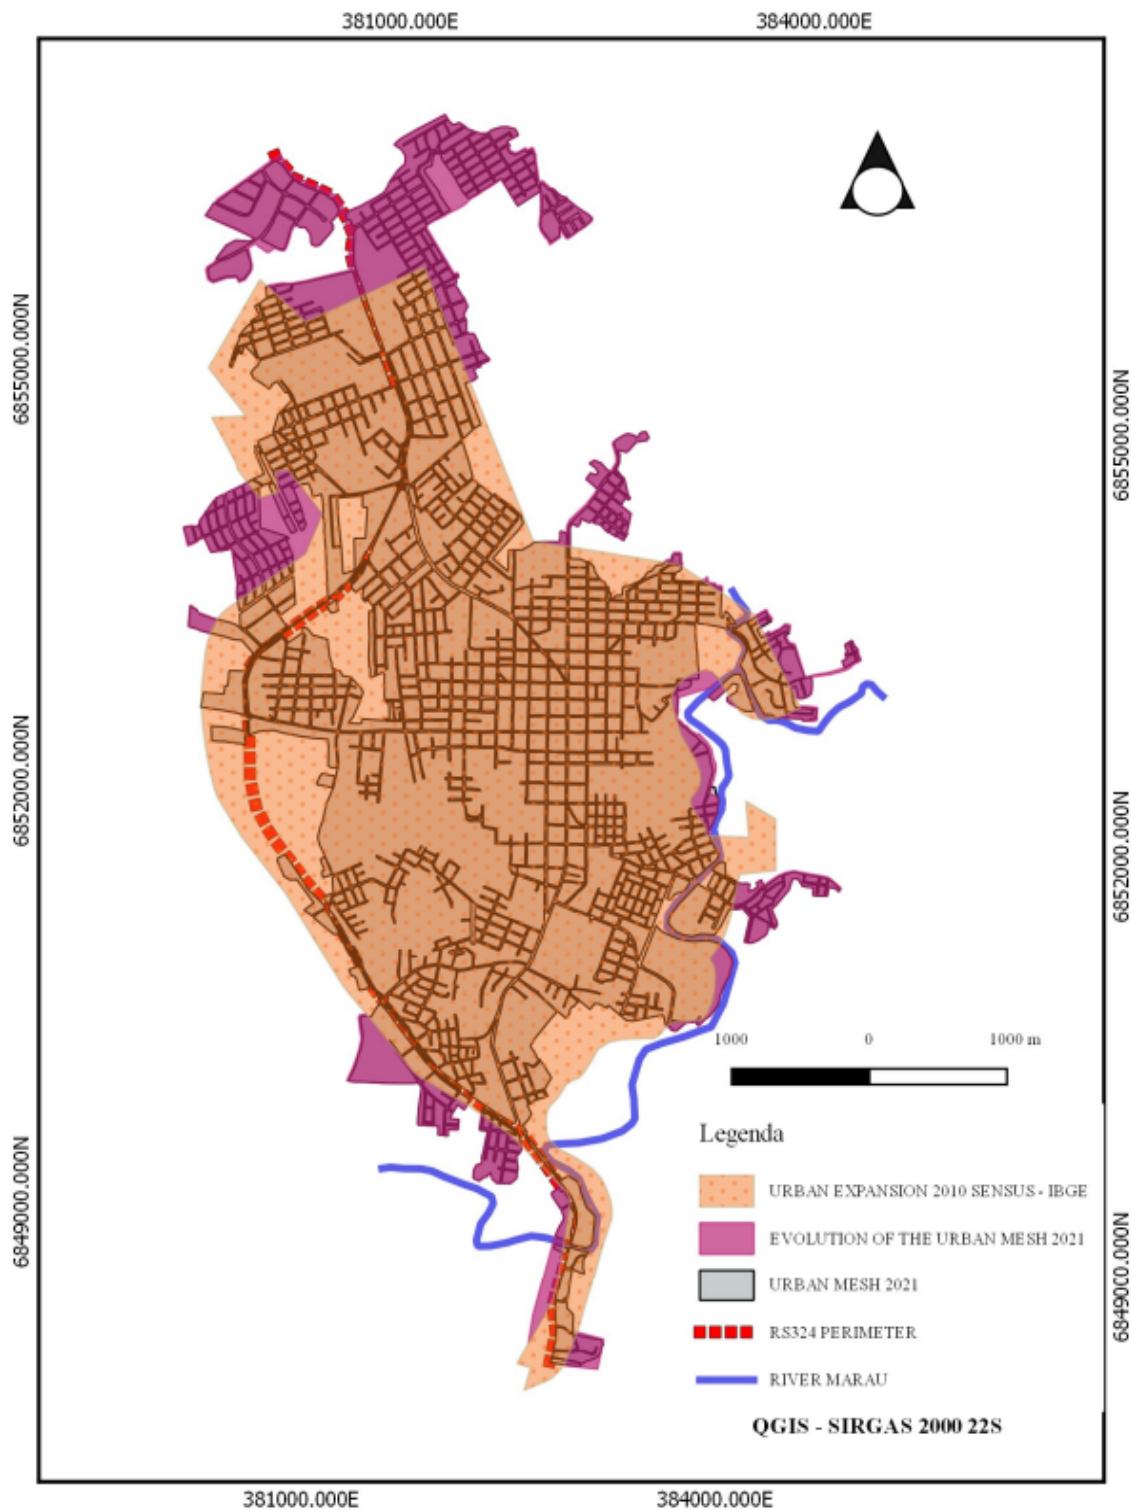 381000.000E 384000.000E
6855000.000N
6855000.000N
6852000.000N
6852000.000N
1000 0 1000 m
Legenda
URBAN EXPANSION 2010 SENSUS - IBGE
EVOLUTION OF THE URBAN MESH 2021
URBAN MESH 2021
RS324 PERIMETER
RIVER MARAU
6849000.000N
6849000.000N
QGIS - SIRGAS 2000 22S
381000.000E 384000.000E